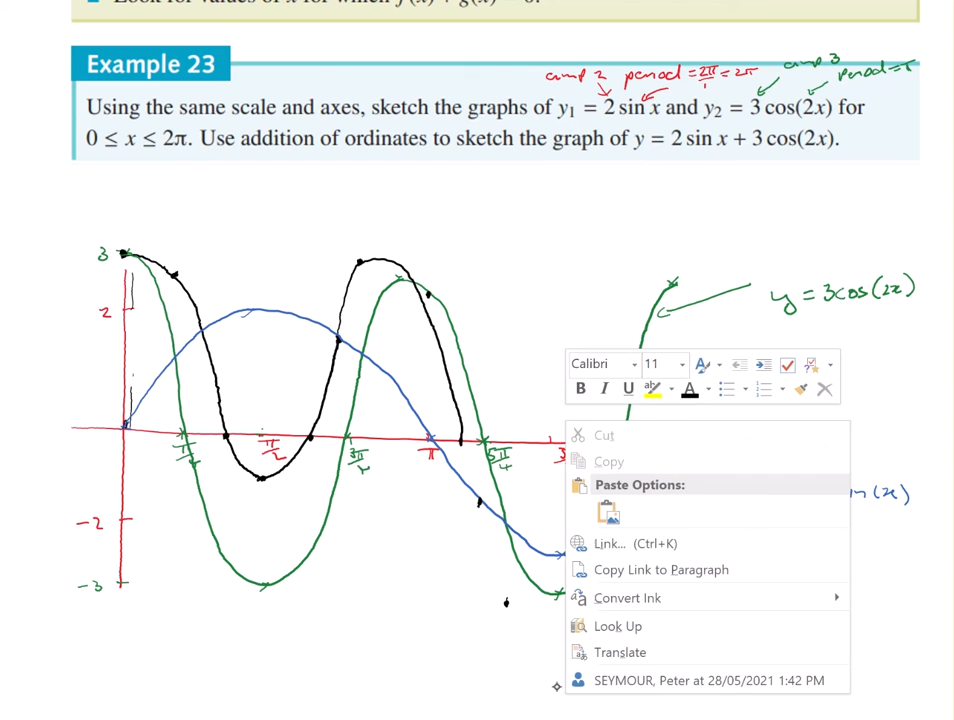 Example 23
amp 2 period = 2π/1 = 2π amp 3 period = π
Using the same scale and axes, sketch the graphs of y₁ = 2 sin x and y₂ = 3 cos(2x) for
0 ≤ x ≤ 2π. Use addition of ordinates to sketch the graph of y = 2 sin x + 3 cos(2x).
3
y = 3cos(2x)
2
Calibri 11
B I U ab A
π/4 π/2 3π/4 π 5π/4
Cut
Copy
Paste Options:
-2
Link... (Ctrl+K)
Copy Link to Paragraph
-3
Convert Ink
Look Up
Translate
SEYMOUR, Peter at 28/05/2021 1:42 PM